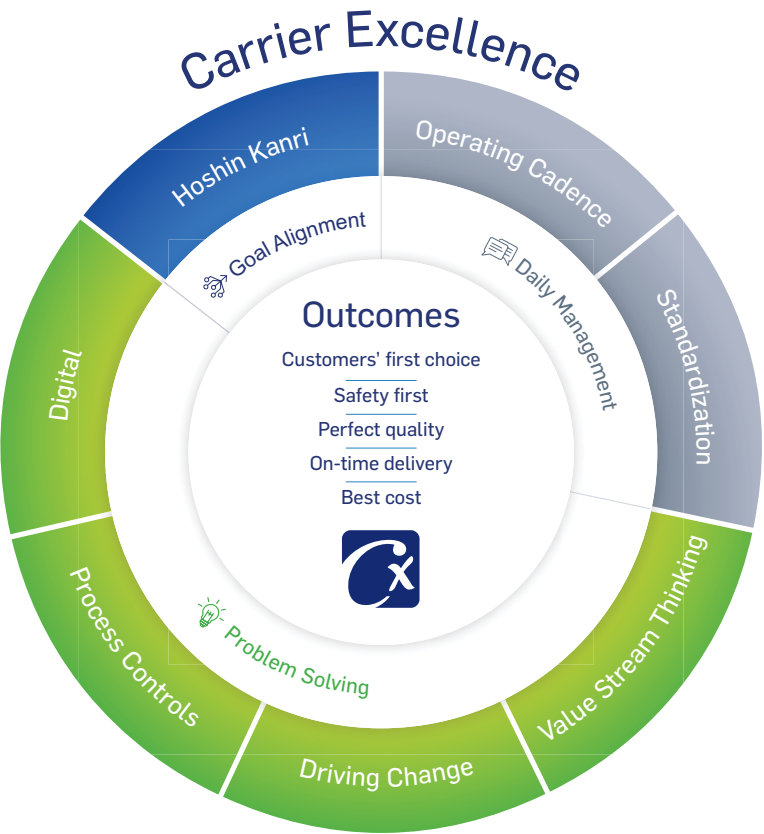 Carrier Excellence
Hoshin Kanri
Operating Cadence
Standardization
Value Stream Thinking
Driving Change
Process Controls
Digital
Goal Alignment
Daily Management
Problem Solving
Outcomes
Customers' first choice
Safety first
Perfect quality
On-time delivery
Best cost
Cx